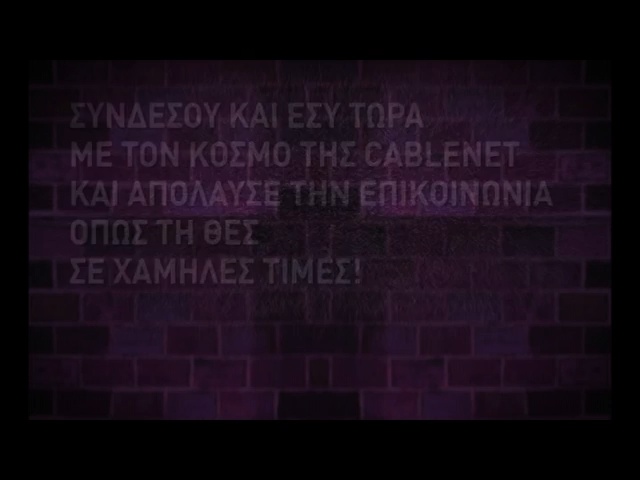 ΣΥΝΔΕΣΟΥ ΚΑΙ ΕΣΥ ΤΩΡΑ
ΜΕ ΤΟΝ ΚΟΣΜΟ ΤΗΣ CABLENET
ΚΑΙ ΑΠΟΛΑΥΣΕ ΤΗΝ ΕΠΙΚΟΙΝΩΝΙΑ
ΟΠΩΣ ΤΗ ΘΕΣ
ΣΕ ΧΑΜΗΛΕΣ ΤΙΜΕΣ!